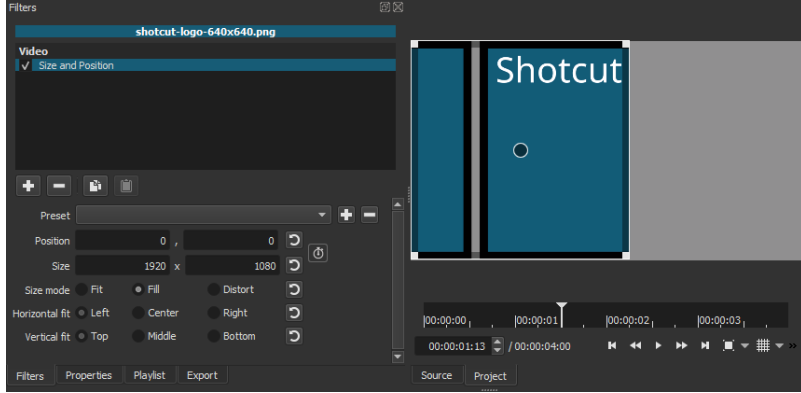 Filters
shotcut-logo-640x640.png
Video
✓ Size and Position
Preset
Position 0 , 0
Size 1920 x 1080
Size mode Fit Fill Distort
Horizontal fit Left Center Right
Vertical fit Top Middle Bottom
Filters Properties Playlist Export
Shotcut
|00:00:00 |00:00:01 |00:00:02 |00:00:03
00:00:01:13 / 00:00:04:00
Source Project